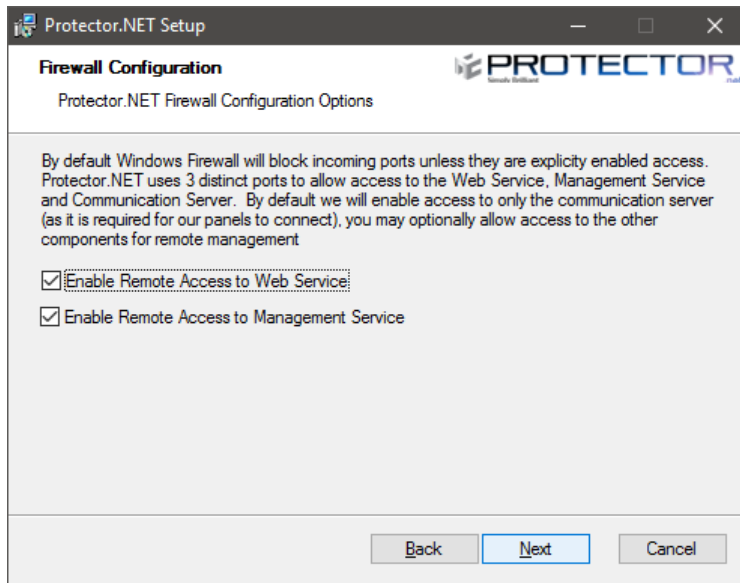 Protector.NET Setup
Firewall Configuration
PROTECTOR
Simply Brilliant
.net
Protector.NET Firewall Configuration Options
By default Windows Firewall will block incoming ports unless they are explicity enabled access.
Protector.NET uses 3 distinct ports to allow access to the Web Service, Management Service
and Communication Server.  By default we will enable access to only the communication server
(as it is required for our panels to connect), you may optionally allow access to the other
components for remote management
Enable Remote Access to Web Service
Enable Remote Access to Management Service
Back
Next
Cancel